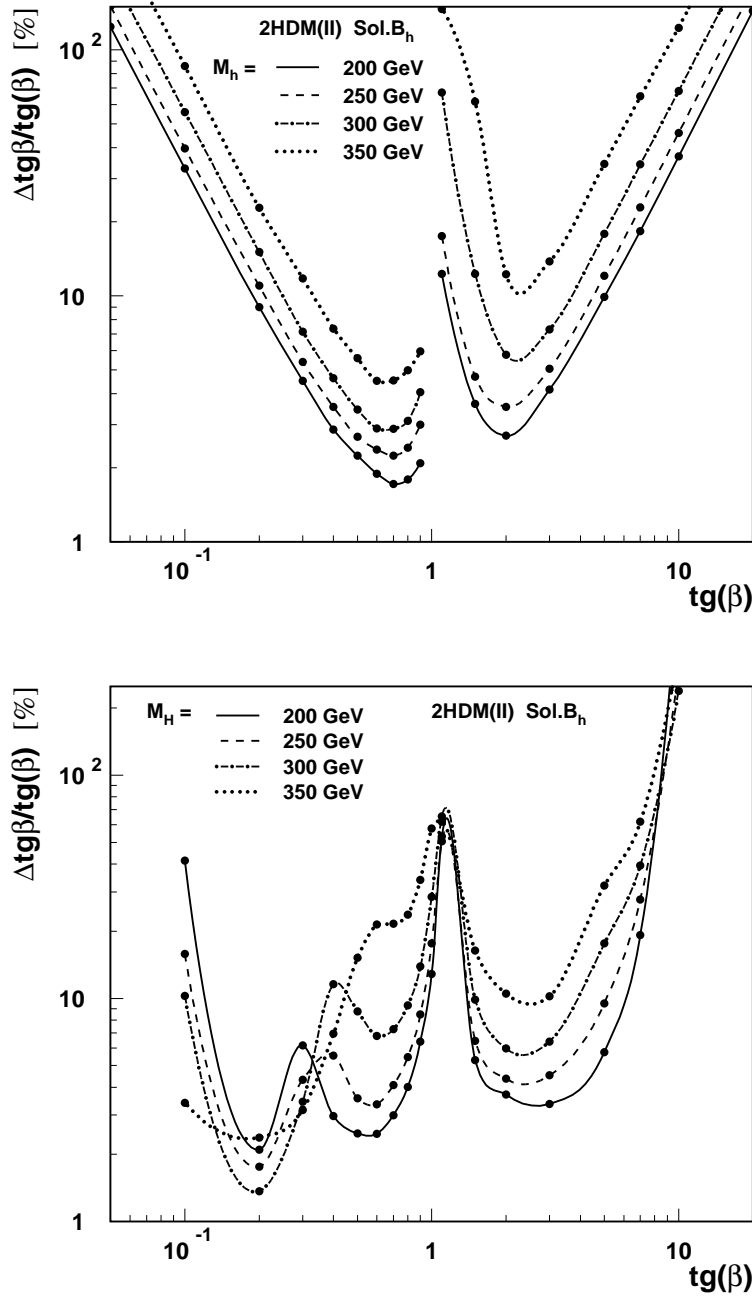 2HDM(II) Sol.B_h
M_h = 200 GeV
250 GeV
300 GeV
350 GeV
Δtgβ/tg(β) [%]
10^2
10
1
10^-1 1 10
tg(β)
M_H = 200 GeV 2HDM(II) Sol.B_h
250 GeV
300 GeV
350 GeV
Δtgβ/tg(β) [%]
10^2
10
1
10^-1 1 10
tg(β)